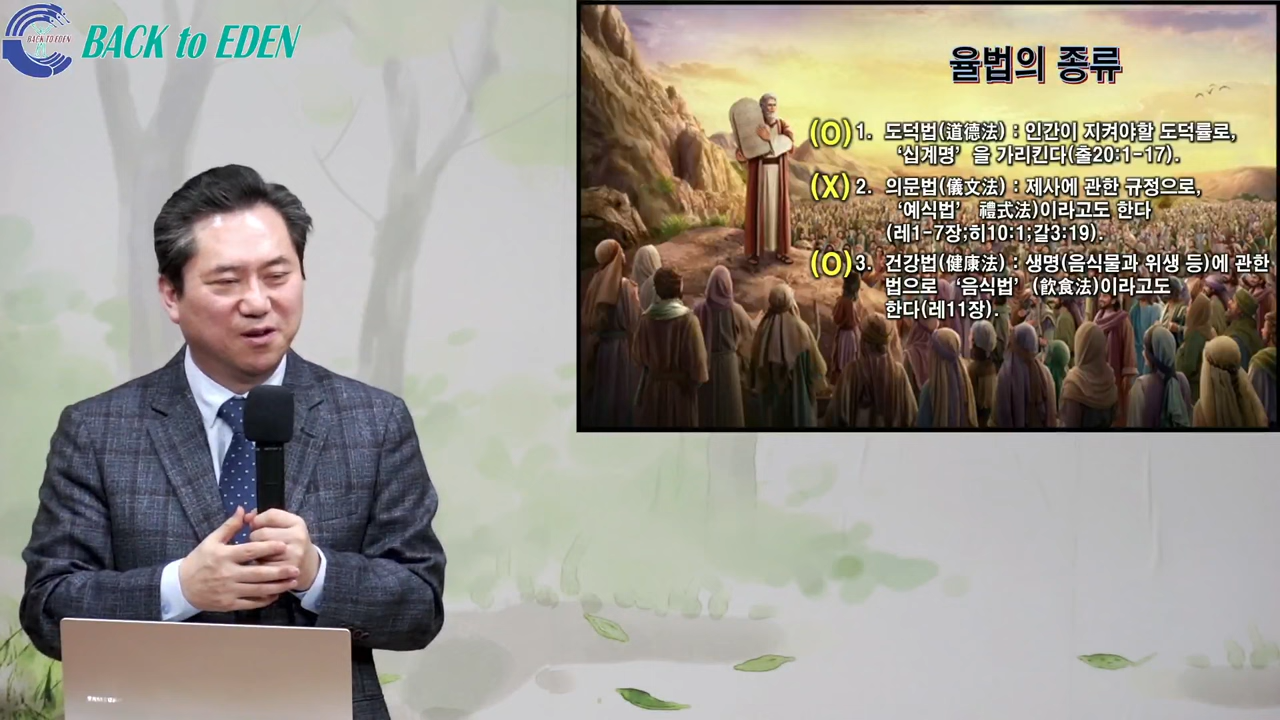 BACK TO EDEN
BACK to EDEN
율법의 종류
(O) 1. 도덕법(道德法) : 인간이 지켜야할 도덕률로,
‘십계명’을 가리킨다(출20:1-17).
(X) 2. 의문법(儀文法) : 제사에 관한 규정으로,
‘예식법’ 禮式法)이라고도 한다
(레1-7장;히10:1;갈3:19).
(O) 3. 건강법(健康法) : 생명(음식물과 위생 등)에 관한
법으로 ‘음식법’(飮食法)이라고도
한다(레11장).